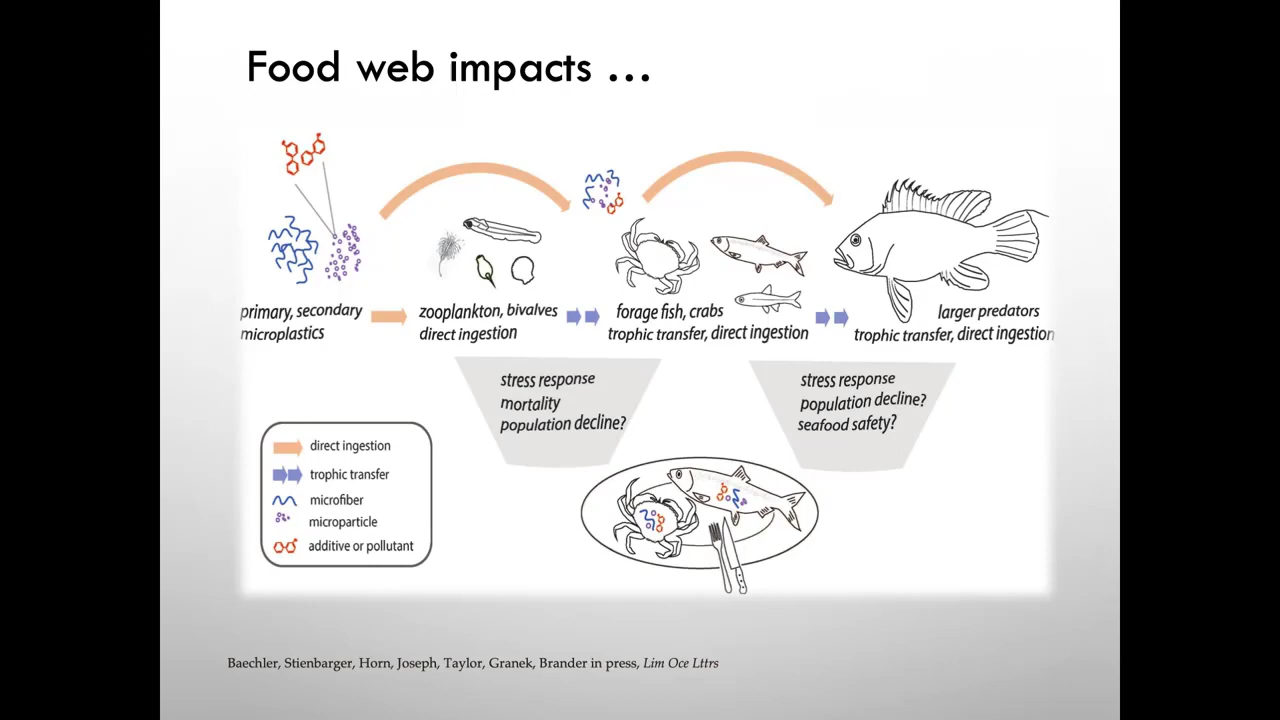 Food web impacts ...
primary, secondary
microplastics
zooplankton, bivalves
direct ingestion
forage fish, crabs
trophic transfer, direct ingestion
larger predators
trophic transfer, direct ingestion
stress response
mortality
population decline?
stress response
population decline?
seafood safety?
direct ingestion
trophic transfer
microfiber
microparticle
additive or pollutant
Baechler, Stienbarger, Horn, Joseph, Taylor, Granek, Brander in press, Lim Oce Lttrs